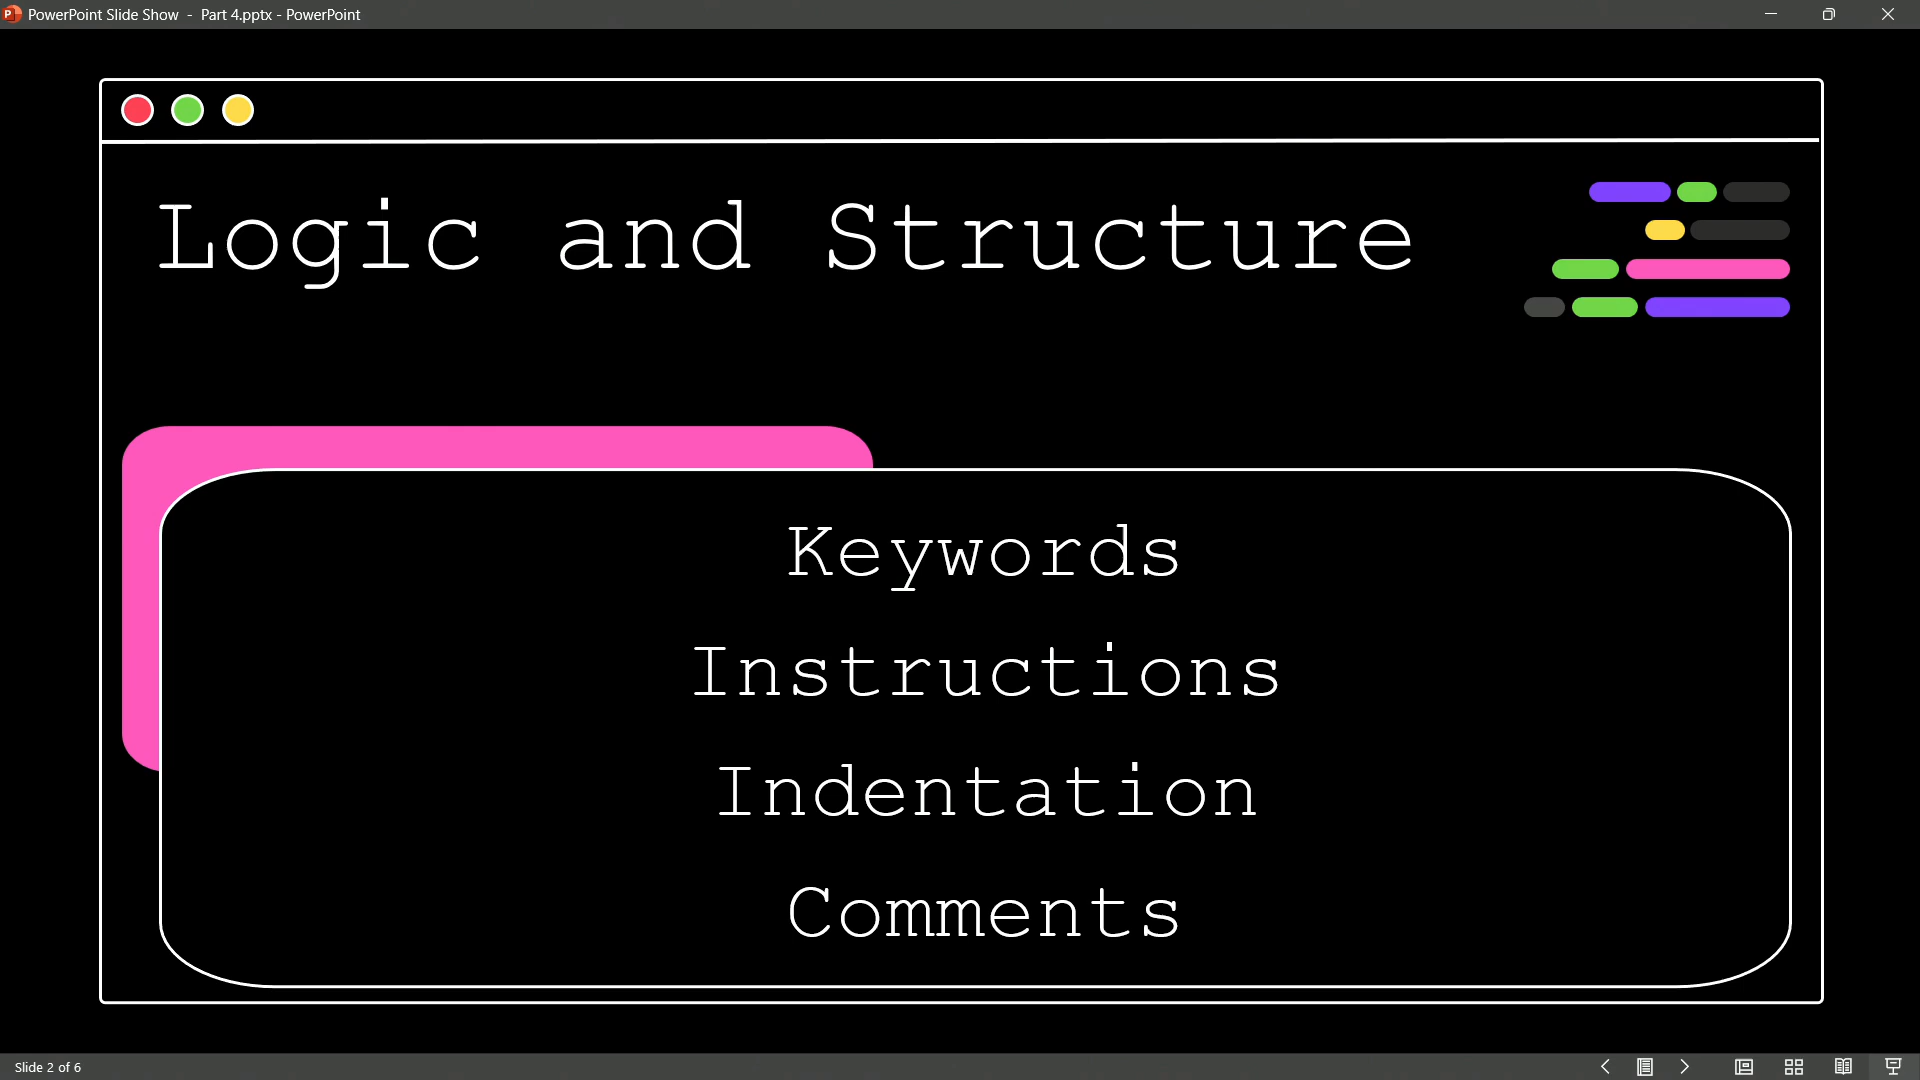 PowerPoint Slide Show - Part 4.pptx - PowerPoint
Logic and Structure
Keywords
Instructions
Indentation
Comments
Slide 2 of 6